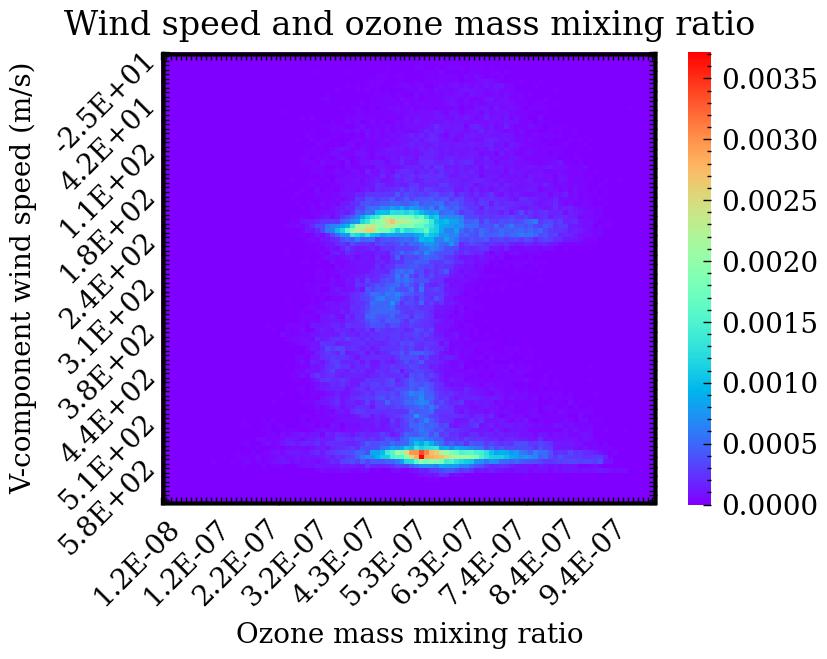 Wind speed and ozone mass mixing ratio
V-component wind speed (m/s)
-2.5E+01
4.2E+01
1.1E+02
1.8E+02
2.4E+02
3.1E+02
3.8E+02
4.4E+02
5.1E+02
5.8E+02
1.2E-08
1.2E-07
2.2E-07
3.2E-07
4.3E-07
5.3E-07
6.3E-07
7.4E-07
8.4E-07
9.4E-07
Ozone mass mixing ratio
0.0035
0.0030
0.0025
0.0020
0.0015
0.0010
0.0005
0.0000